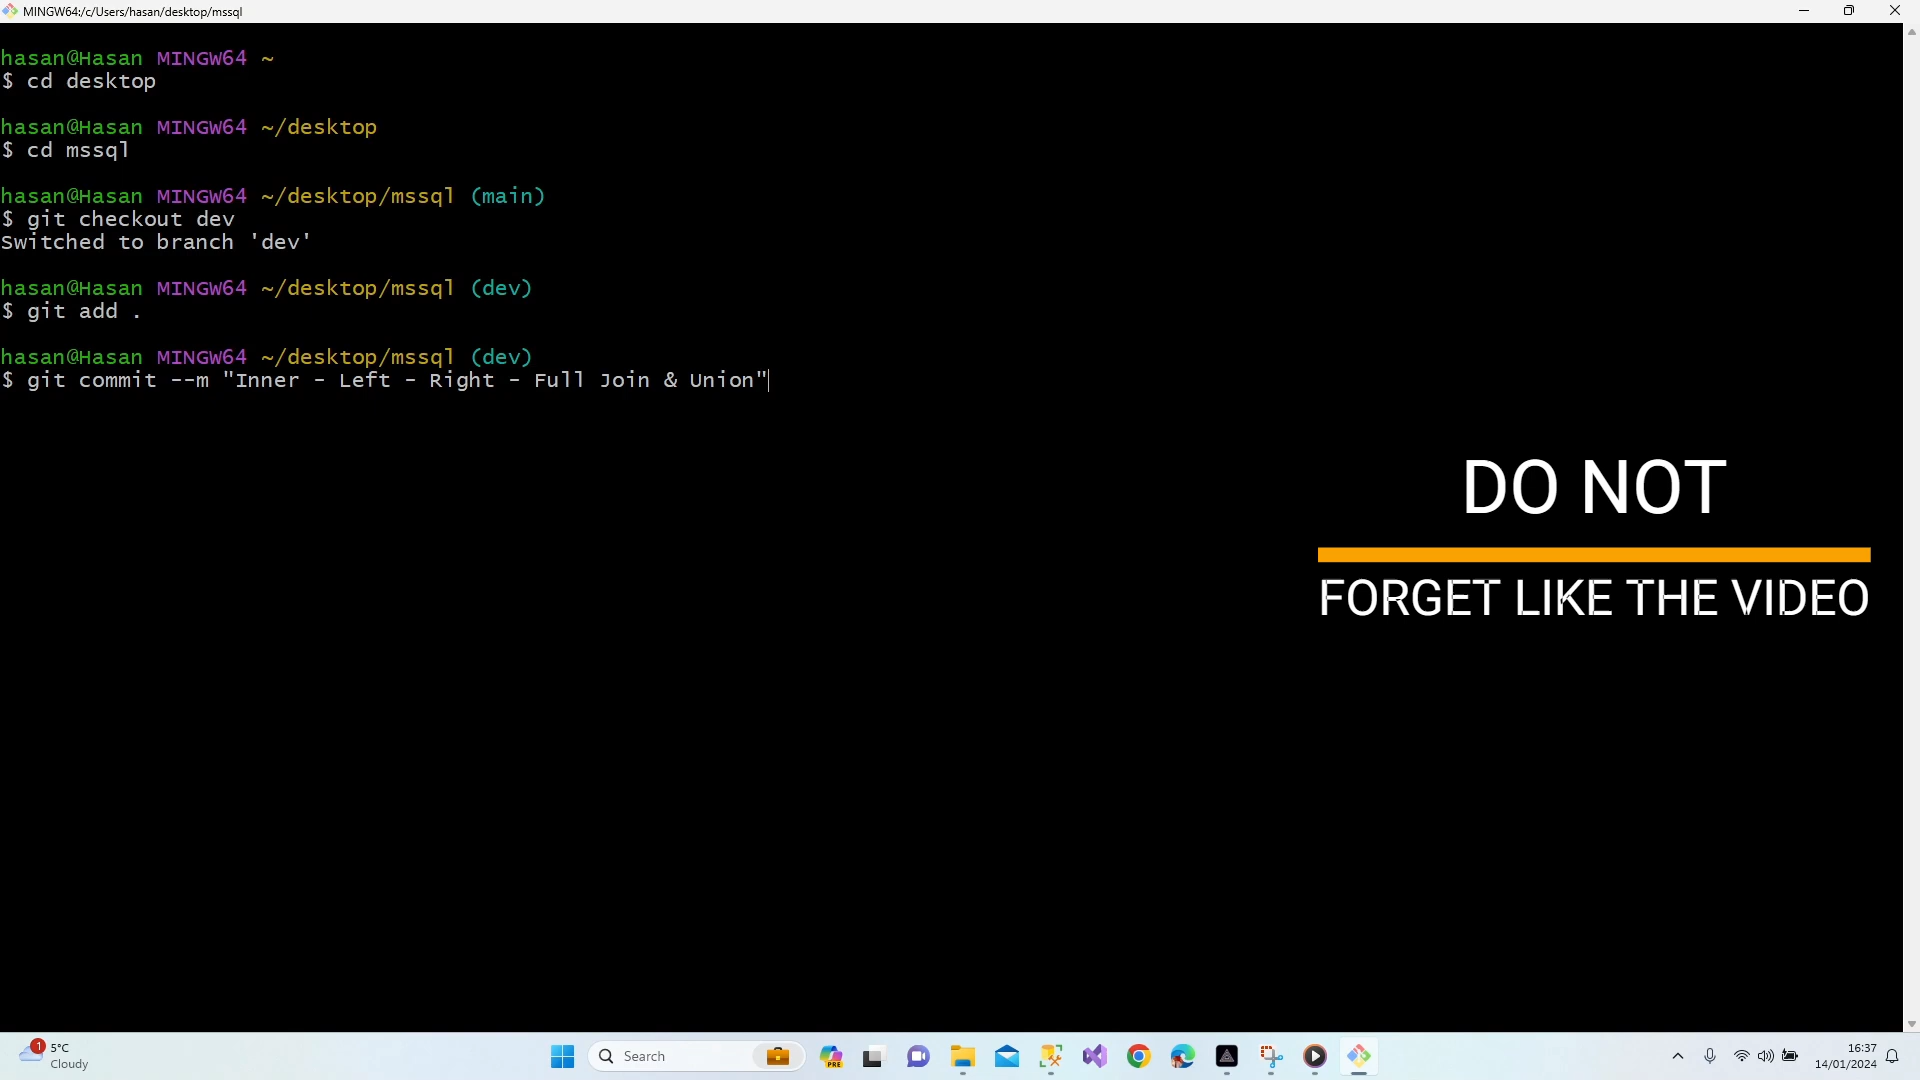 MINGW64:/c/Users/hasan/desktop/mssql
hasan@Hasan MINGW64 ~
$ cd desktop
hasan@Hasan MINGW64 ~/desktop
$ cd mssql
hasan@Hasan MINGW64 ~/desktop/mssql (main)
$ git checkout dev
Switched to branch 'dev'
hasan@Hasan MINGW64 ~/desktop/mssql (dev)
$ git add .
hasan@Hasan MINGW64 ~/desktop/mssql (dev)
$ git commit --m "Inner - Left - Right - Full Join & Union"
DO NOT
FORGET LIKE THE VIDEO
1
5°C
Cloudy
Search
PRE
16:37
14/01/2024